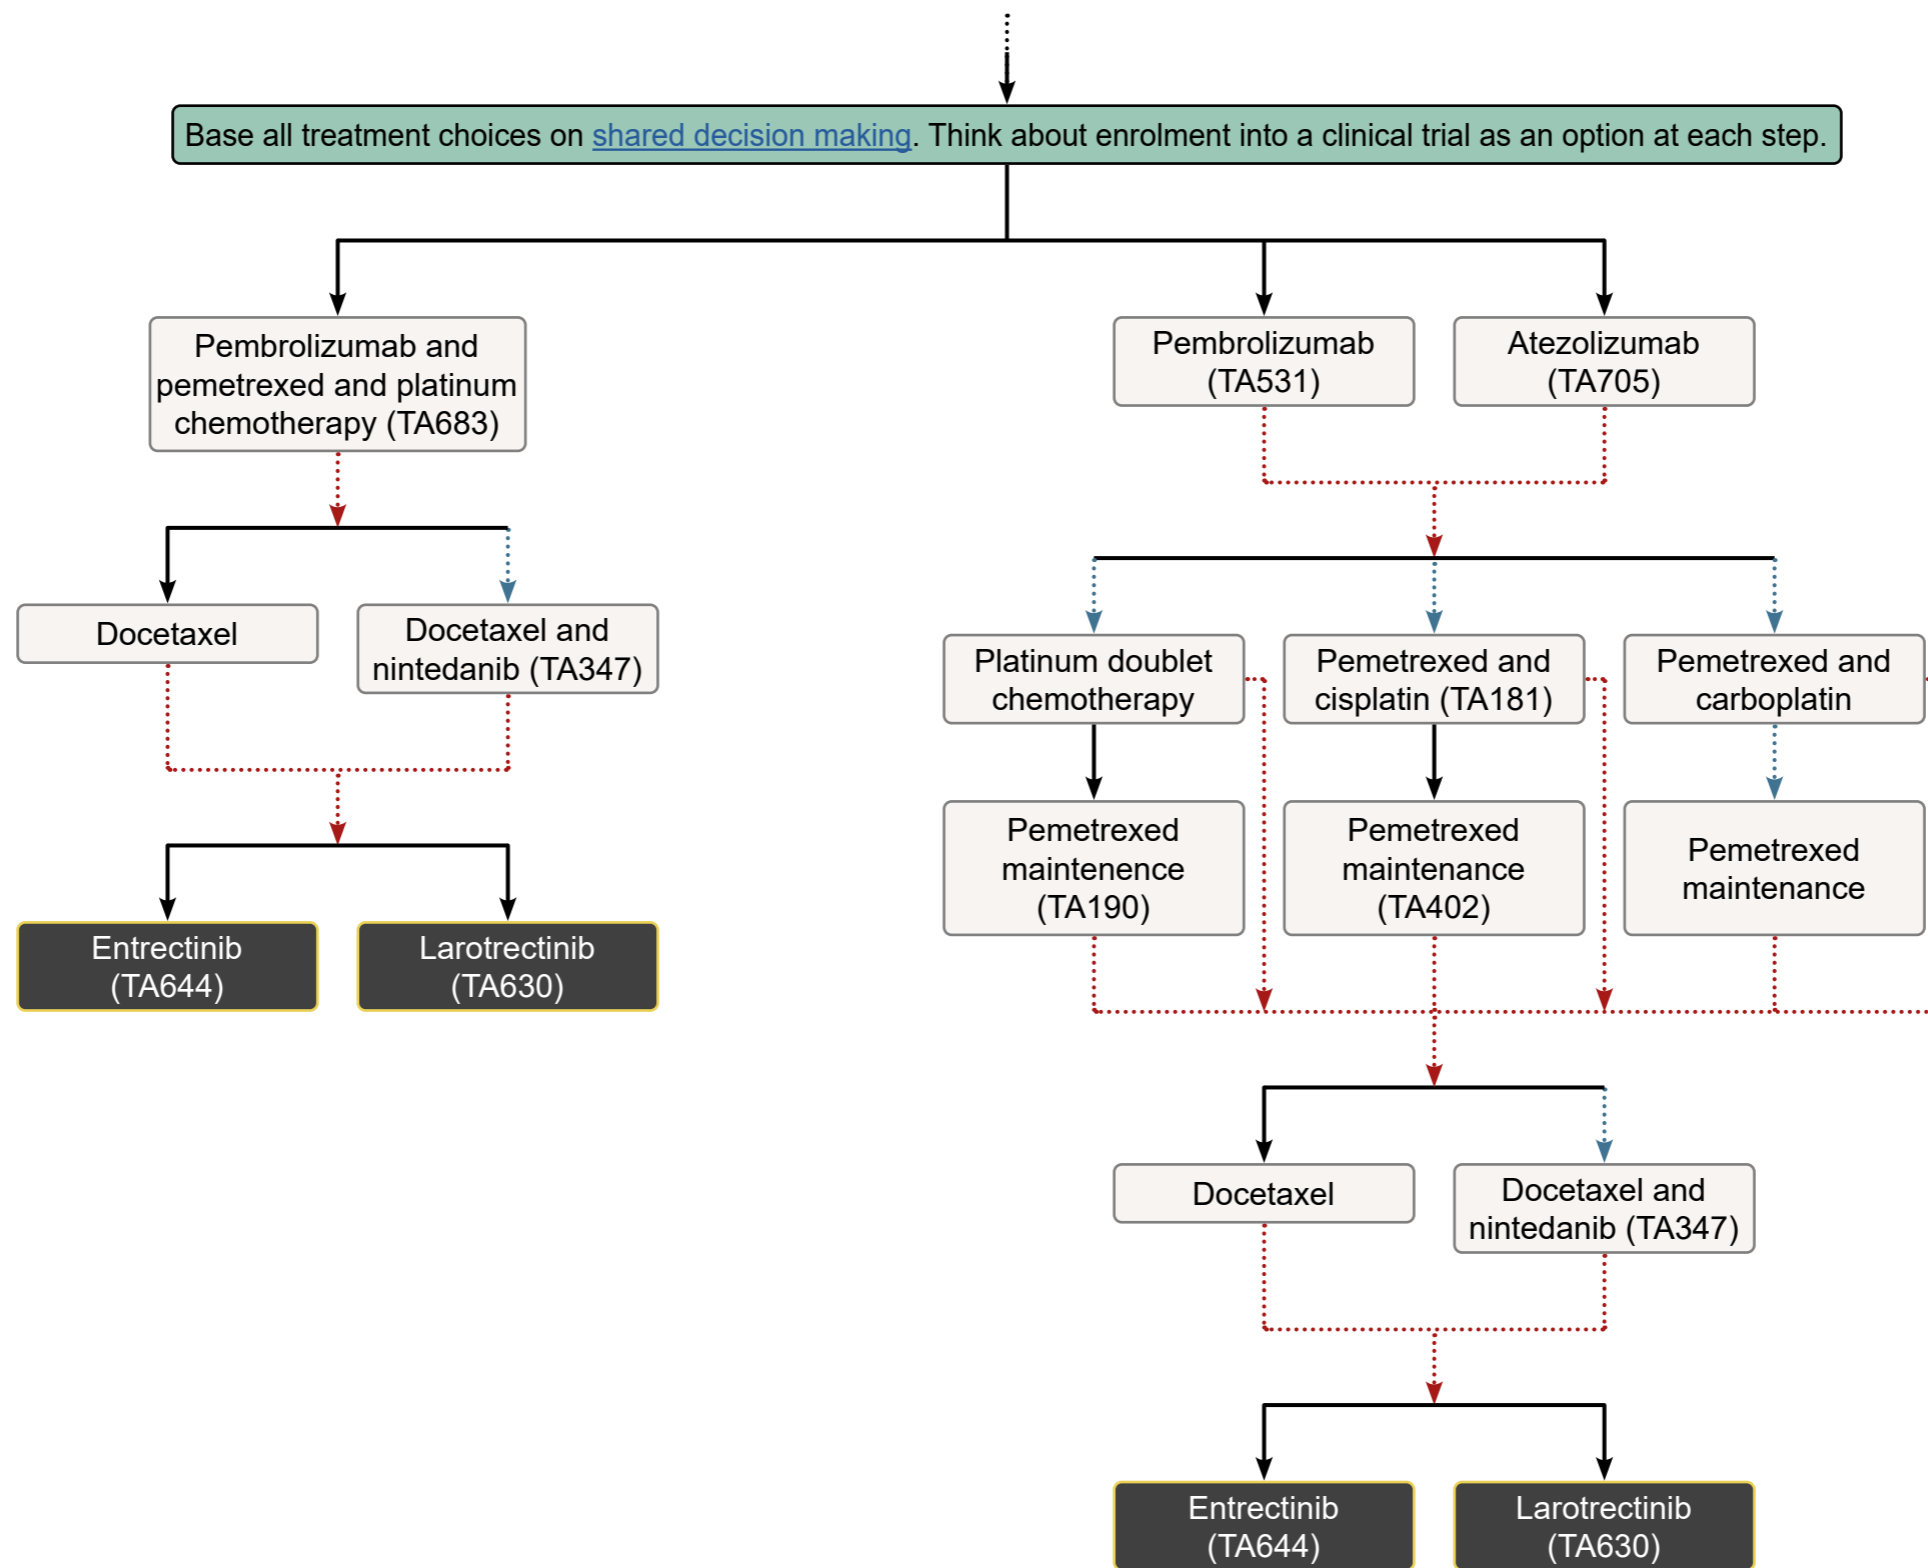 Base all treatment choices on shared decision making. Think about enrolment into a clinical trial as an option at each step.
Pembrolizumab and
pemetrexed and platinum
chemotherapy (TA683)
Pembrolizumab
(TA531)
Atezolizumab
(TA705)
Docetaxel
Docetaxel and
nintedanib (TA347)
Platinum doublet
chemotherapy
Pemetrexed and
cisplatin (TA181)
Pemetrexed and
carboplatin
Pemetrexed
maintenence
(TA190)
Pemetrexed
maintenance
(TA402)
Pemetrexed
maintenance
Entrectinib
(TA644)
Larotrectinib
(TA630)
Docetaxel
Docetaxel and
nintedanib (TA347)
Entrectinib
(TA644)
Larotrectinib
(TA630)